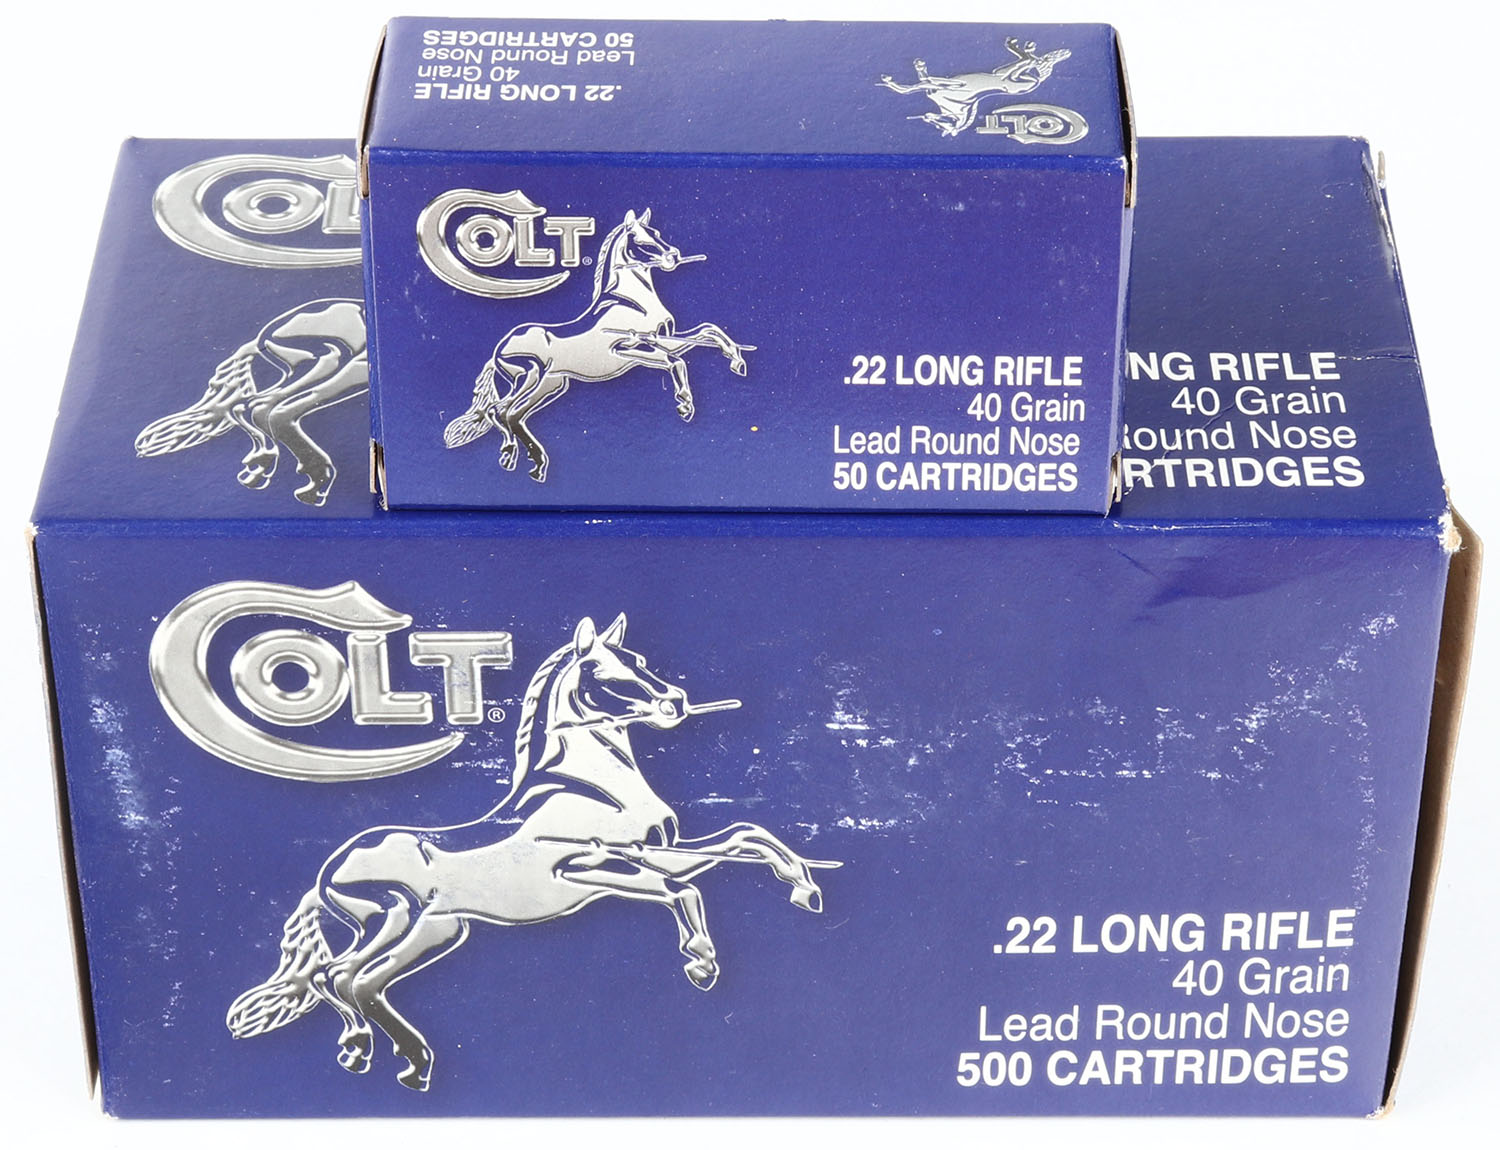 .22 LONG RIFLE
40 Grain
Lead Round Nose
50 CARTRIDGES
COLT
COLT®
.22 LONG RIFLE
40 Grain
Lead Round Nose
50 CARTRIDGES
NG RIFLE
40 Grain
Round Nose
RTRIDGES
COLT®
.22 LONG RIFLE
40 Grain
Lead Round Nose
500 CARTRIDGES